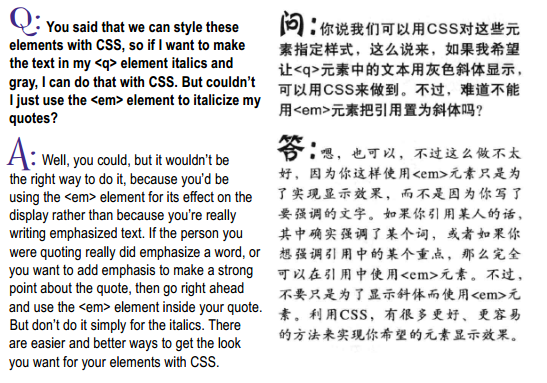 Q: You said that we can style these
elements with CSS, so if I want to make
the text in my <q> element italics and
gray, I can do that with CSS. But couldn't
I just use the <em> element to italicize my
quotes?
A: Well, you could, but it wouldn't be
the right way to do it, because you'd be
using the <em> element for its effect on the
display rather than because you're really
writing emphasized text. If the person you
were quoting really did emphasize a word, or
you want to add emphasis to make a strong
point about the quote, then go right ahead
and use the <em> element inside your quote.
But don't do it simply for the italics. There
are easier and better ways to get the look
you want for your elements with CSS.
问:你说我们可以用CSS对这些元
素指定样式,这么说来,如果我希望
让<q>元素中的文本用灰色斜体显示,
可以用CSS来做到。不过,难道不能
用<em>元素把引用置为斜体吗?
答:嗯,也可以,不过这么做不太
好,因为你这样使用<em>元素只是为
了实现显示效果,而不是因为你写了
要强调的文字。如果你引用某人的话,
其中确实强调了某个词,或者如果你
想强调引用中的某个重点,那么完全
可以在引用中使用<em>元素。不过,
不要只是为了显示斜体而使用<em>元
素。利用CSS,有很多更好、更容易
的方法来实现你希望的元素显示效果。